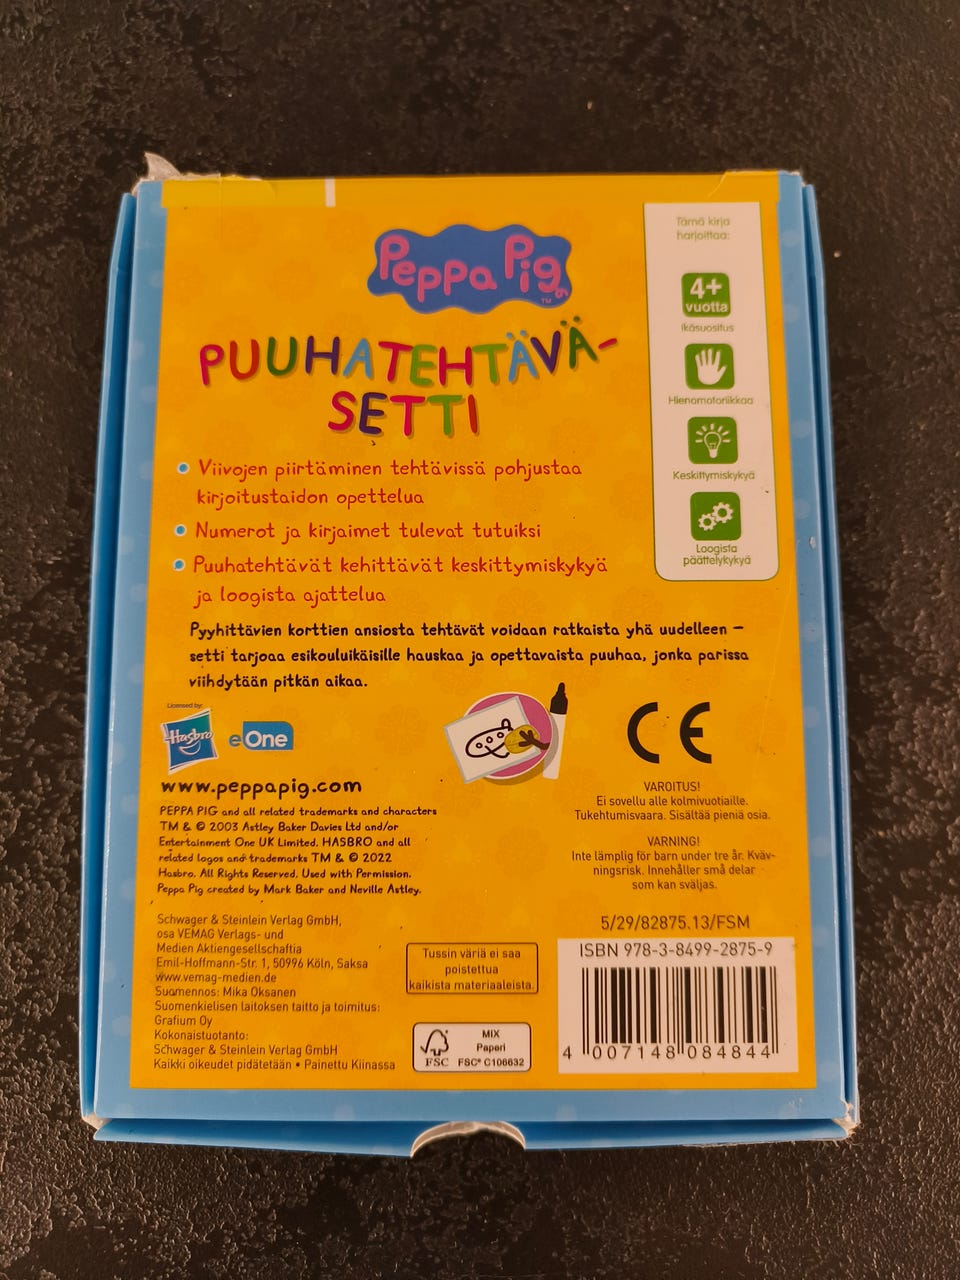 Peppa Pig
TM
PUUHATEHTÄVÄ-
SETTI
Viivojen piirtäminen tehtävissä pohjustaa
kirjoitustaidon opettelua
Numerot ja kirjaimet tulevat tutuiksi
Puuhatehtävät kehittävät keskittymiskykyä
ja loogista ajattelua
Pyyhittävien korttien ansiosta tehtävät voidaan ratkaista yhä uudelleen –
setti tarjoaa esikouluikäisille hauskaa ja opettavaista puuhaa, jonka parissa
viihdytään pitkän aikaa.
Tämä kirja
harjoittaa:
4+
vuotta
Ikäsuositus
Hienomotoriikkaa
Keskittymiskykyä
Loogista
päättelykykyä
Licensed by:
Hasbro
eOne
www.peppapig.com
PEPPA PIG and all related trademarks and characters
TM & © 2003 Astley Baker Davies Ltd and/or
Entertainment One UK Limited. HASBRO and all
related logos and trademarks TM & © 2022
Hasbro. All Rights Reserved. Used with Permission.
Peppa Pig created by Mark Baker and Neville Astley.
CE
VAROITUS!
Ei sovellu alle kolmivuotiaille.
Tukehtumisvaara. Sisältää pieniä osia.
VARNING!
Inte lämplig för barn under tre år. Kväv-
ningsrisk. Innehåller små delar
som kan sväljas.
Schwager & Steinlein Verlag GmbH,
osa VEMAG Verlags- und
Medien Aktiengesellschaftia
Emil-Hoffmann-Str. 1, 50996 Köln, Saksa
www.vemag-medien.de
Suomennos: Mika Oksanen
Suomenkielisen laitoksen taitto ja toimitus:
Grafium Oy
Kokonaistuotanto:
Schwager & Steinlein Verlag GmbH
Kaikki oikeudet pidätetään • Painettu Kiinassa
Tussin väriä ei saa
poistettua
kaikista materiaaleista.
FSC
MIX
Paperi
FSC® C106632
5/29/82875.13/FSM
ISBN 978-3-8499-2875-9
4 007148 084844